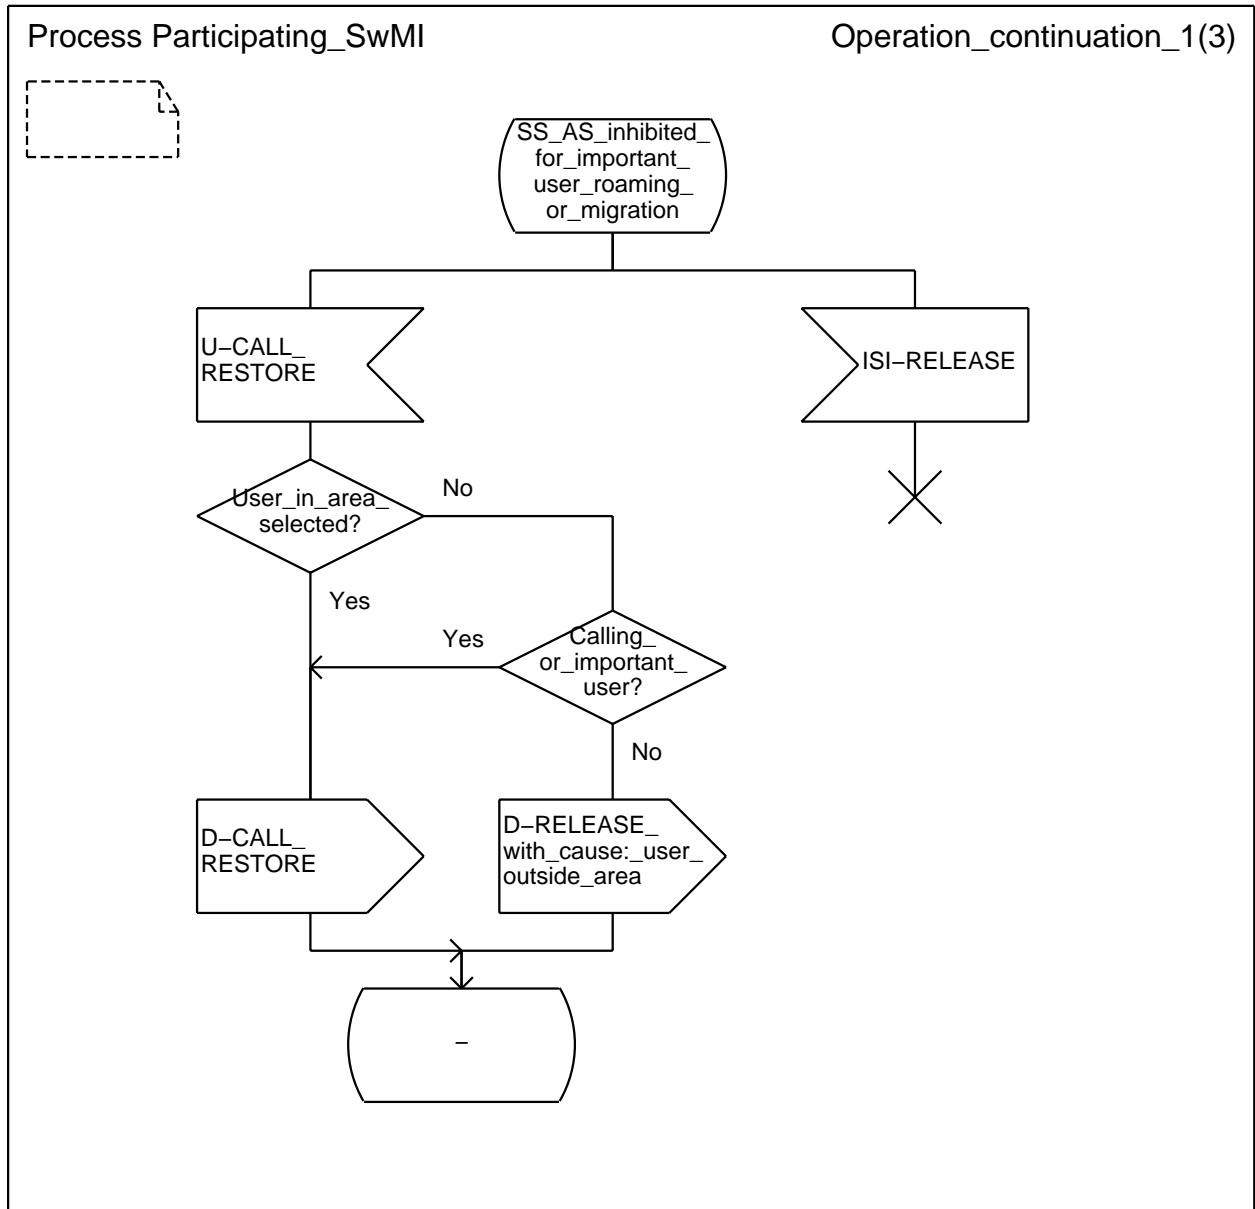 Process Participating_SwMI
Operation_continuation_1(3)
SS_AS_inhibited_
for_important_
user_roaming_
or_migration
U−CALL_
RESTORE
ISI−RELEASE
User_in_area_
selected?
No
Yes
Yes
Calling_
or_important_
user?
No
D−CALL_
RESTORE
D−RELEASE_
with_cause:_user_
outside_area
−